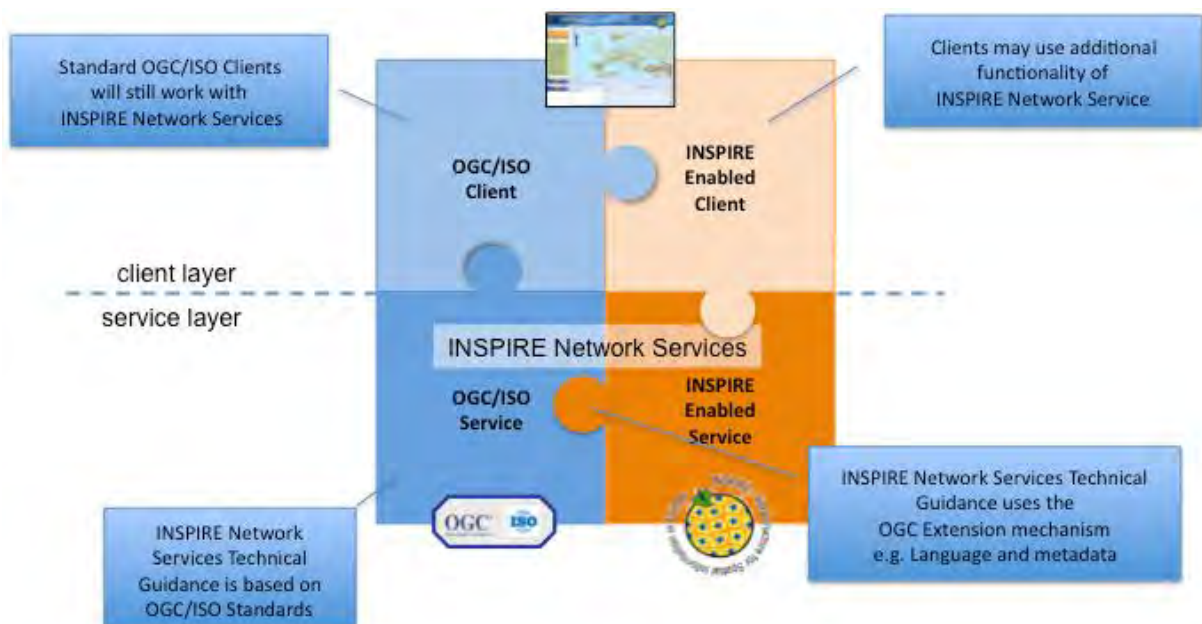 Standard OGC/ISO Clients
will still work with
INSPIRE Network Services
Clients may use additional
functionality of
INSPIRE Network Service
OGC/ISO
Client
INSPIRE
Enabled
Client
client layer
service layer
INSPIRE Network Services
OGC/ISO
Service
INSPIRE
Enabled
Service
INSPIRE Network
Services Technical
Guidance is based on
OGC/ISO Standards
OGC
ISO
INSPIRE Network Services Technical
Guidance uses the
OGC Extension mechanism
e.g. Language and metadata